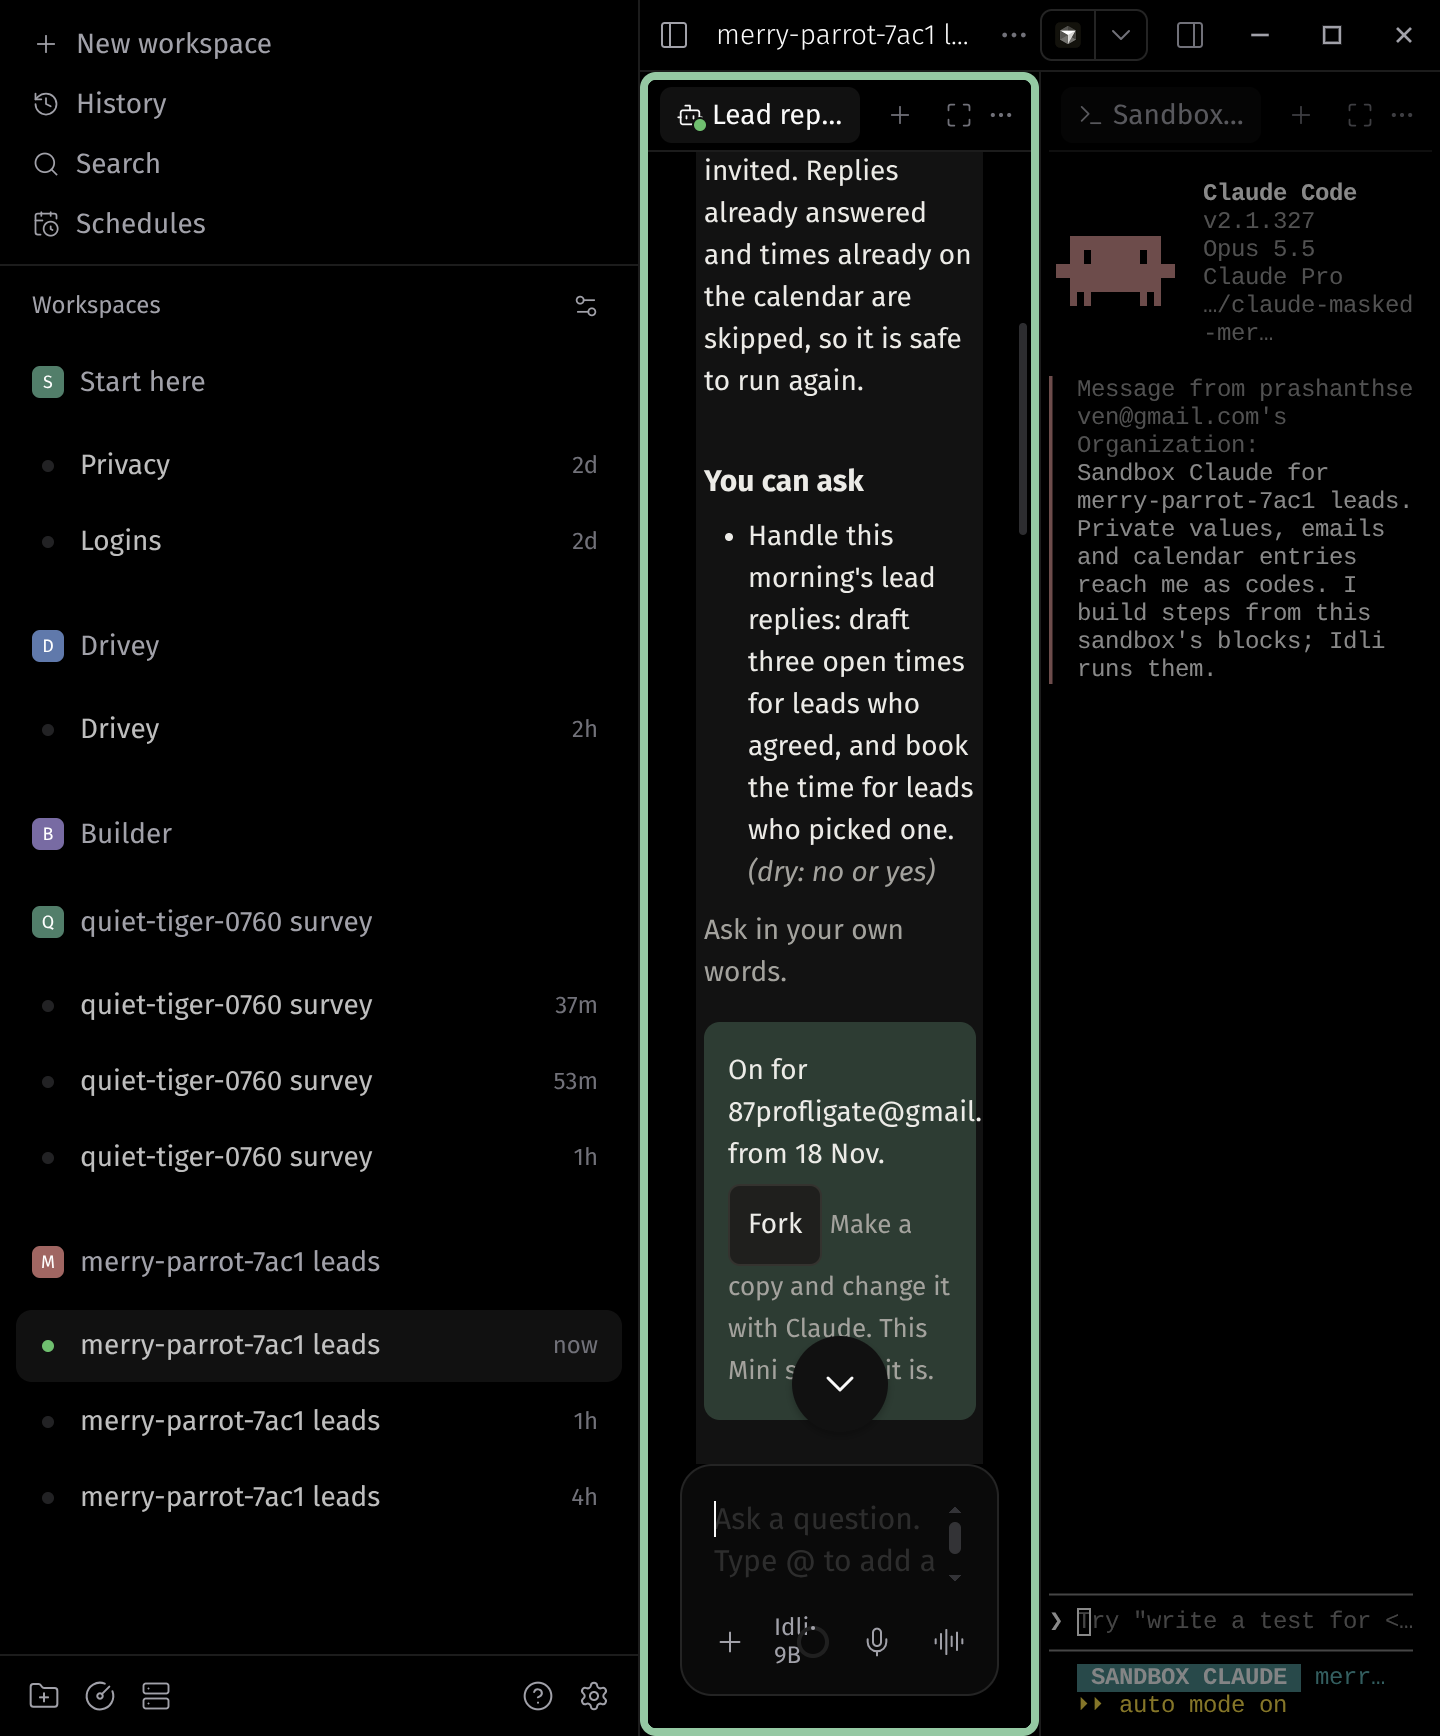 New workspace
History
Search
Schedules
Workspaces
S Start here
Privacy 2d
Logins 2d
D Drivey
Drivey 2h
B Builder
Q quiet-tiger-0760 survey
quiet-tiger-0760 survey 37m
quiet-tiger-0760 survey 53m
quiet-tiger-0760 survey 1h
M merry-parrot-7ac1 leads
merry-parrot-7ac1 leads now
merry-parrot-7ac1 leads 1h
merry-parrot-7ac1 leads 4h
merry-parrot-7ac1 l...
Lead rep...
invited. Replies
already answered
and times already on
the calendar are
skipped, so it is safe
to run again.
You can ask
• Handle this
morning's lead
replies: draft
three open times
for leads who
agreed, and book
the time for leads
who picked one.
(dry: no or yes)
Ask in your own
words.
On for
87profligate@gmail.
from 18 Nov.
Fork Make a
copy and change it
with Claude. This
Mini it is.
Ask a question.
Type @ to add a
Idli·
9B
Sandbox...
Claude Code
v2.1.327
Opus 5.5
Claude Pro
…/claude-masked
-mer…
Message from prashanthse
ven@gmail.com's
Organization:
Sandbox Claude for
merry-parrot-7ac1 leads.
Private values, emails
and calendar entries
reach me as codes. I
build steps from this
sandbox's blocks; Idli
runs them.
❯ Try "write a test for <…
SANDBOX CLAUDE merr…
auto mode on